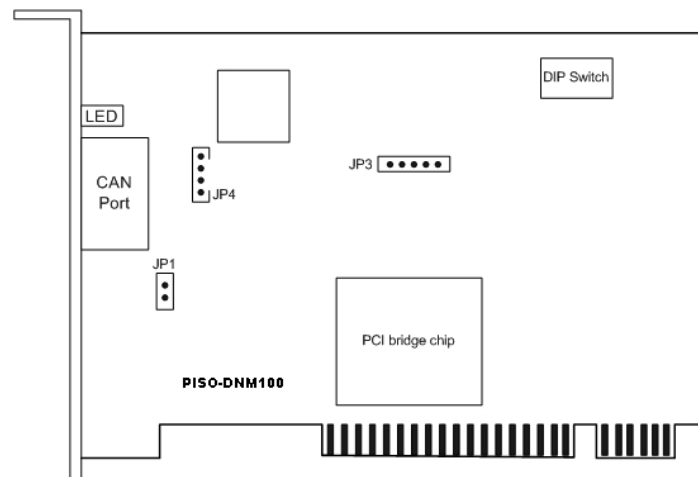 DIP Switch
LED
CAN
Port
JP3
JP4
JP1
PCI bridge chip
PISO-DNM100